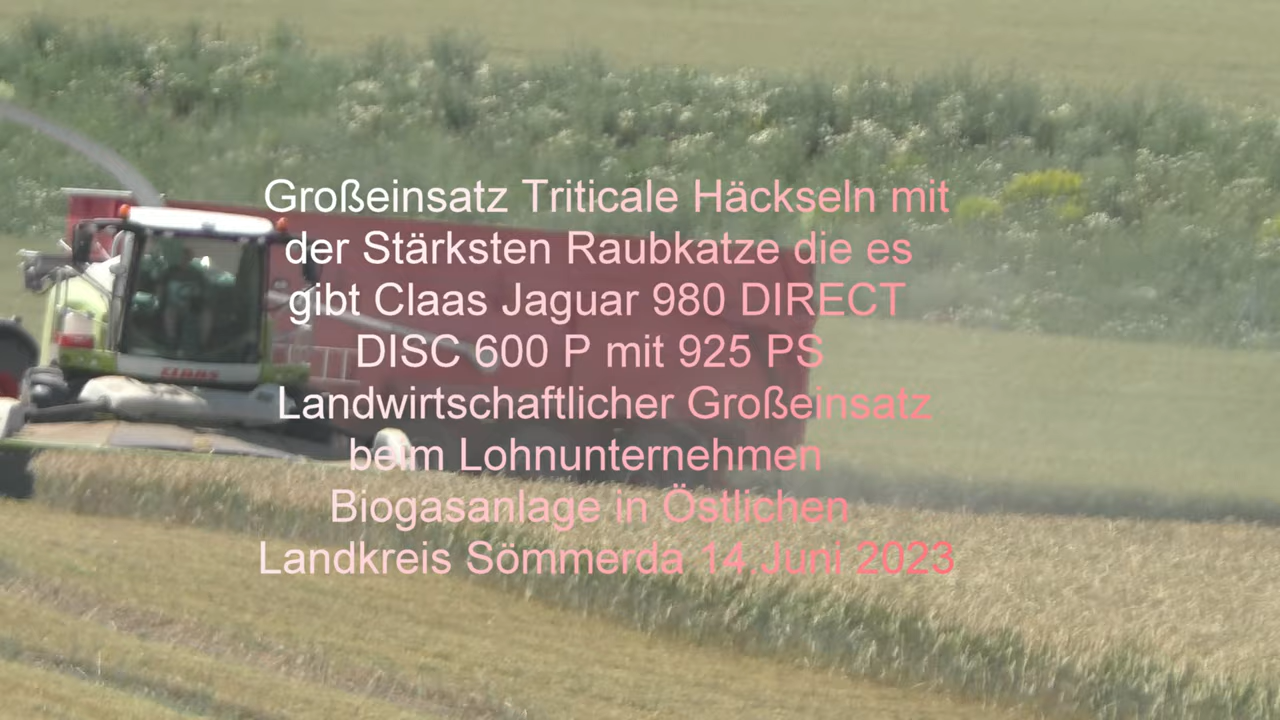 Großeinsatz Triticale Häckseln mit
der Stärksten Raubkatze die es
gibt Claas Jaguar 980 DIRECT
DISC 600 P mit 925 PS
Landwirtschaftlicher Großeinsatz
beim Lohnunternehmen
Biogasanlage in Östlichen
Landkreis Sömmerda 14.Juni 2023
CLAAS